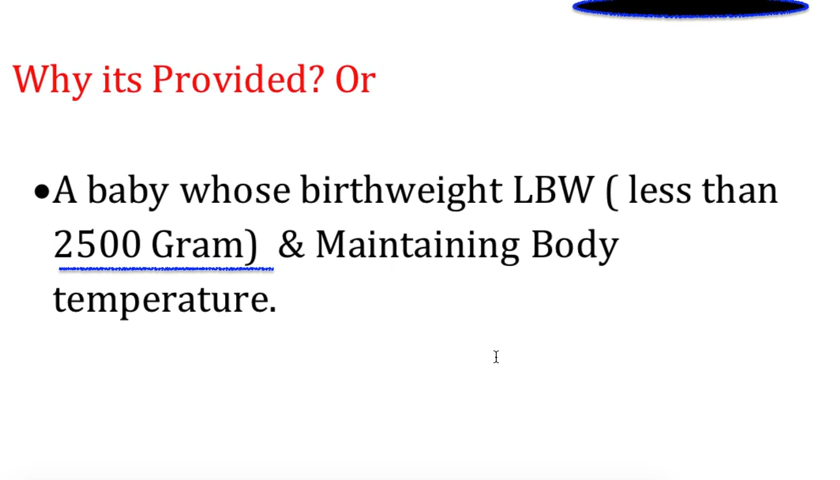 Why its Provided? Or
•A baby whose birthweight LBW ( less than
2500 Gram) & Maintaining Body
temperature.